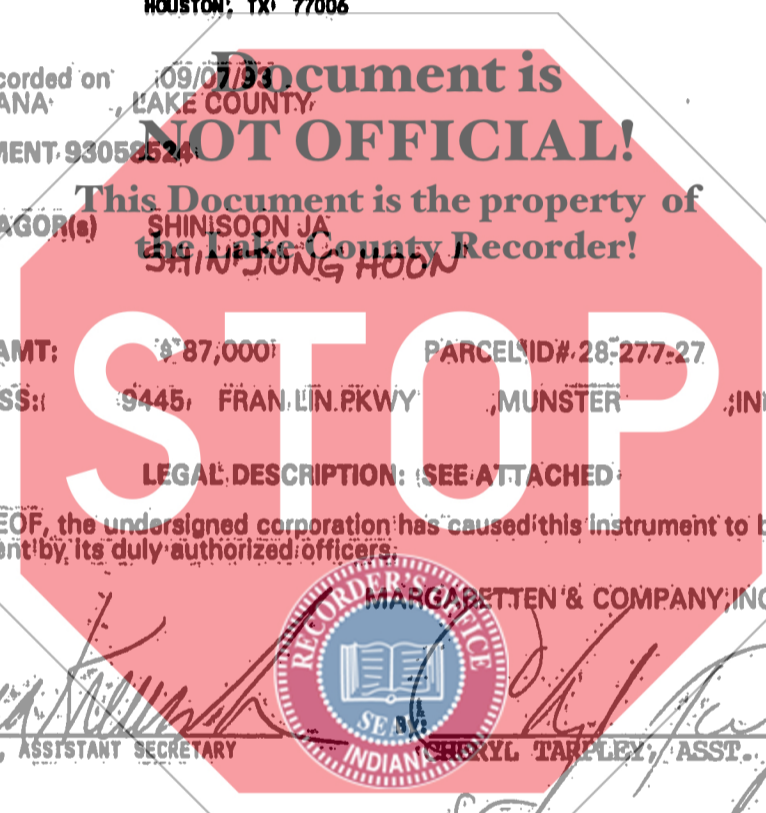 HOUSTON, TX 77006
Document is
corded on 09/07/93
ANA , LAKE COUNTY
NOT OFFICIAL!
MENT 93058524
This Document is the property of
AGOR(s) SHIN SOON JA
the Lake County Recorder!
SHIN JUNG HOON
STOP
AMT: $ 87,000 PARCEL ID# 28-277-27
SS: 9445 FRAN LIN PKWY , MUNSTER , IN
LEGAL DESCRIPTION: SEE ATTACHED
EOF, the undersigned corporation has caused this instrument to b
ent by its duly authorized officers.
MARGARETTEN & COMPANY, INC
RECORDER'S OFFICE
SEAL
INDIANA
BY:
, ASSISTANT SECRETARY CHERYL TARPLEY, ASST.